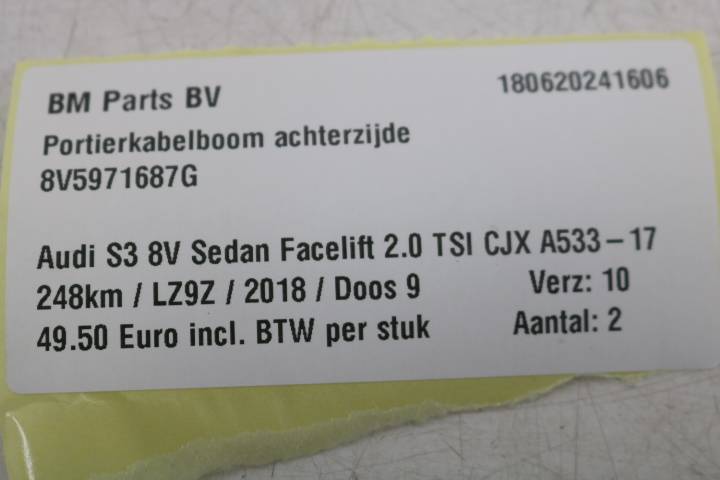 BM Parts BV 180620241606
Portierkabelboom achterzijde
8V5971687G
Audi S3 8V Sedan Facelift 2.0 TSI CJX A533-17
248km / LZ9Z / 2018 / Doos 9 Verz: 10
49.50 Euro incl. BTW per stuk Aantal: 2